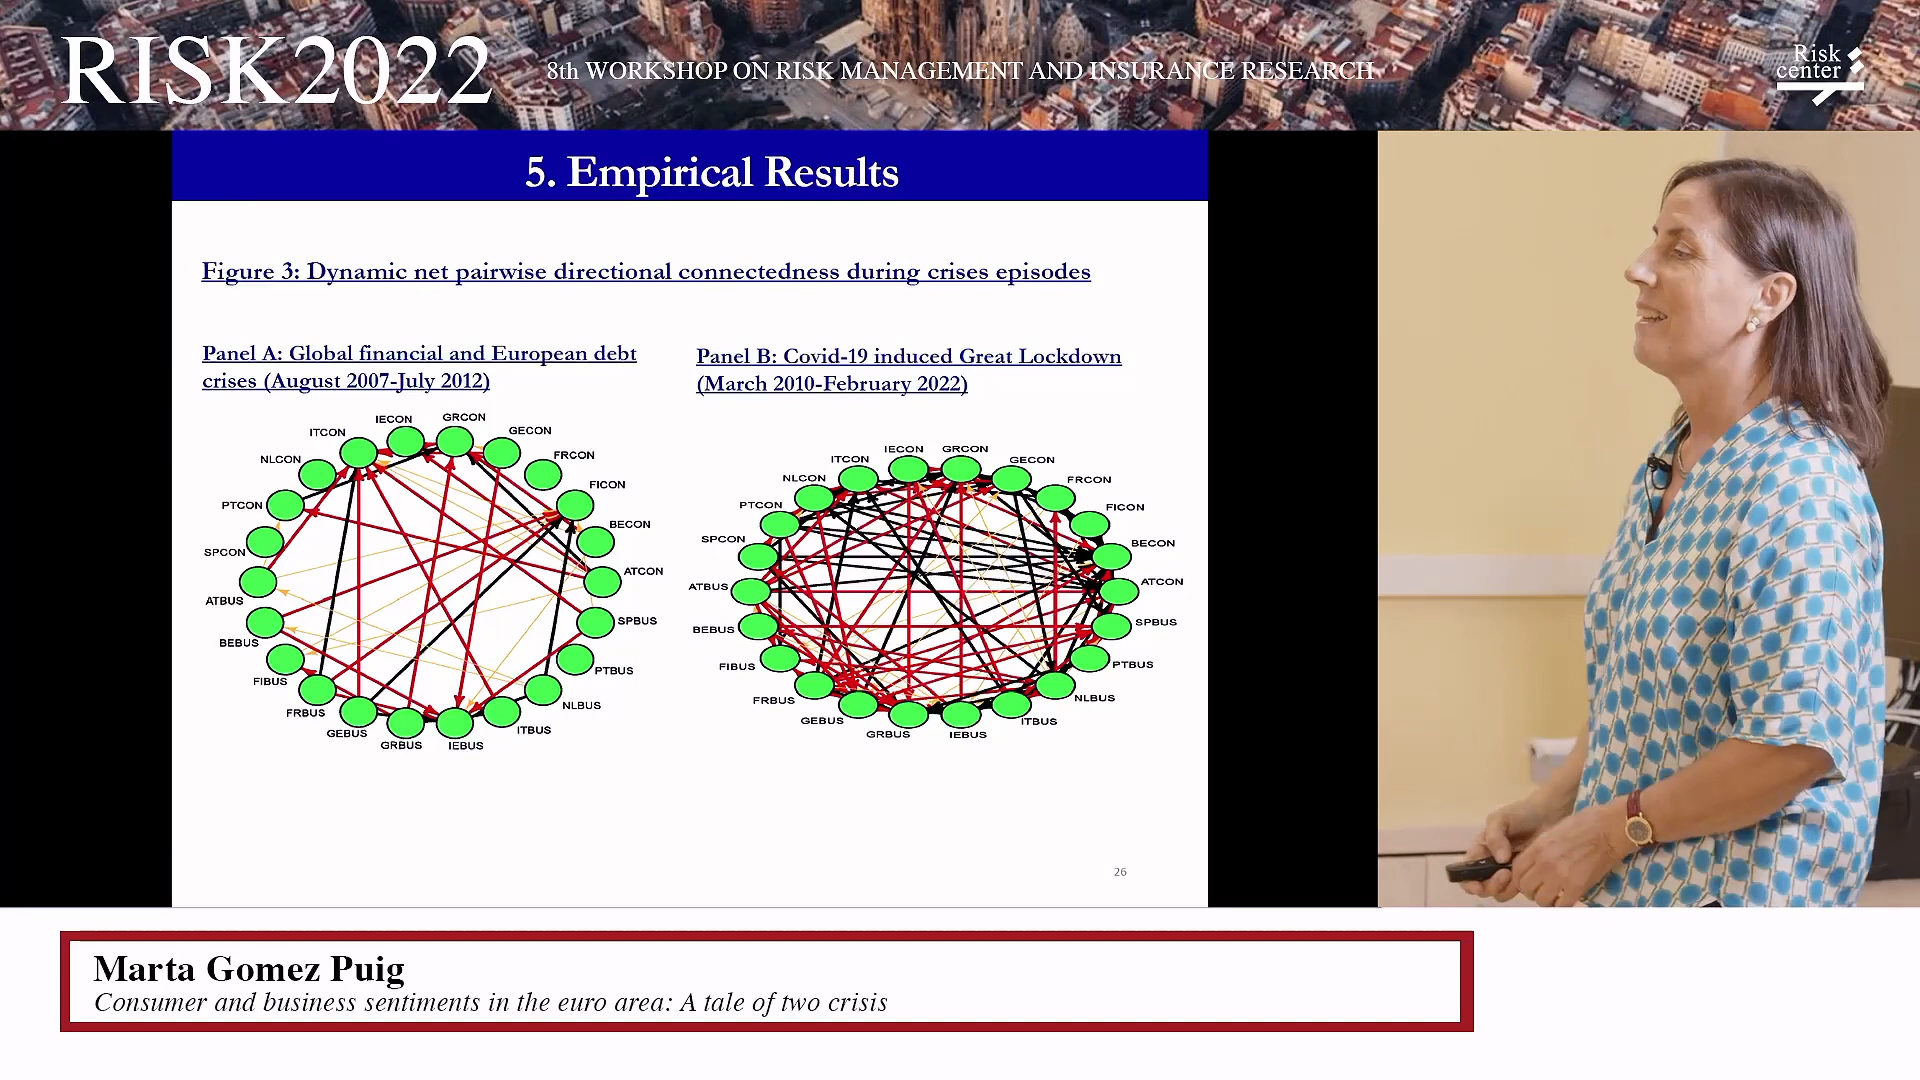 RISK2022
8th WORKSHOP ON RISK MANAGEMENT AND INSURANCE RESEARCH
Risk
center
5. Empirical Results
Figure 3: Dynamic net pairwise directional connectedness during crises episodes
Panel A: Global financial and European debt
crises (August 2007-July 2012)
Panel B: Covid-19 induced Great Lockdown
(March 2010-February 2022)
GRCON
IECON
GECON
ITCON
FRCON
NLCON
FICON
PTCON
BECON
SPCON
ATCON
ATBUS
SPBUS
BEBUS
PTBUS
FIBUS
NLBUS
FRBUS
ITBUS
GEBUS
GRBUS
IEBUS
IECON
GRCON
ITCON
GECON
NLCON
FRCON
PTCON
FICON
SPCON
BECON
ATBUS
ATCON
BEBUS
SPBUS
FIBUS
PTBUS
FRBUS
NLBUS
GEBUS
ITBUS
GRBUS
IEBUS
26
Marta Gomez Puig
Consumer and business sentiments in the euro area: A tale of two crisis